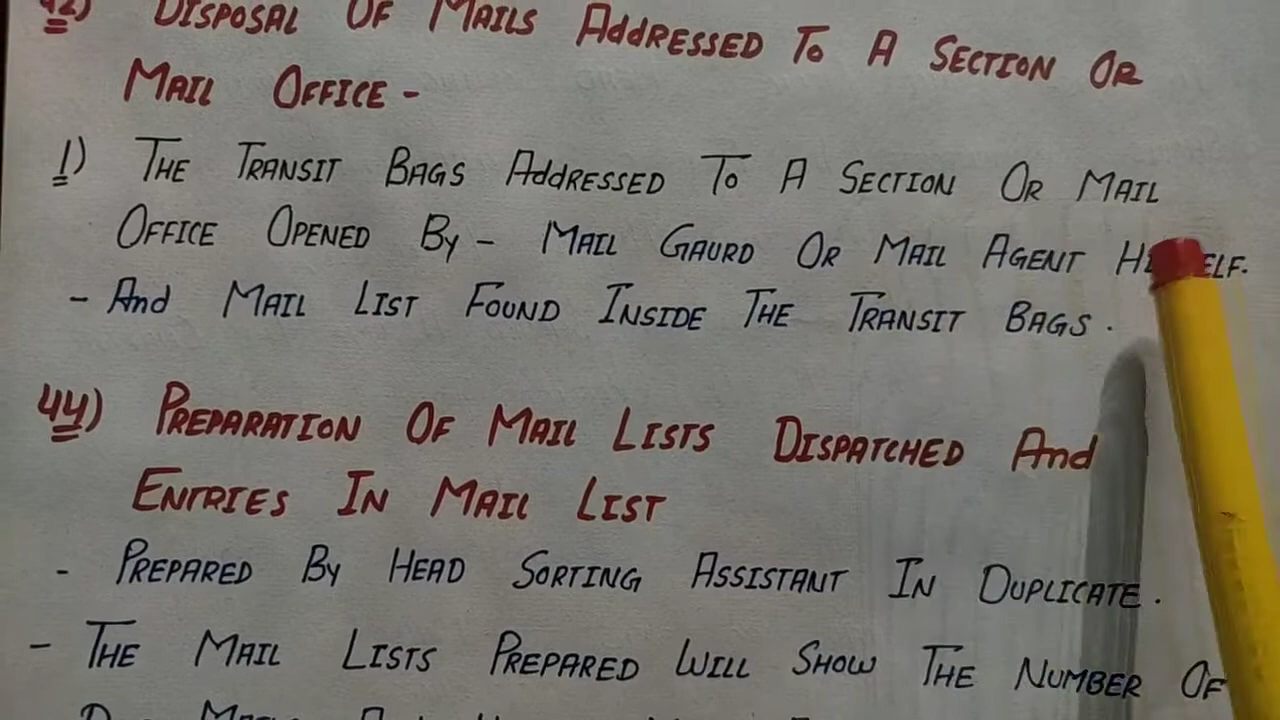 42) DISPOSAL OF MAILS ADDRESSED TO A SECTION OR
MAIL OFFICE -
1) THE TRANSIT BAGS ADDRESSED TO A SECTION OR MAIL
OFFICE OPENED BY - MAIL GAURD OR MAIL AGENT
- AND MAIL LIST FOUND INSIDE THE TRANSIT BAGS.
44) PREPARATION OF MAIL LISTS DISPATCHED AND
ENTRIES IN MAIL LIST
- PREPARED BY HEAD SORTING ASSISTANT IN DUPLICATE.
- THE MAIL LISTS PREPARED WILL SHOW THE NUMBER OF